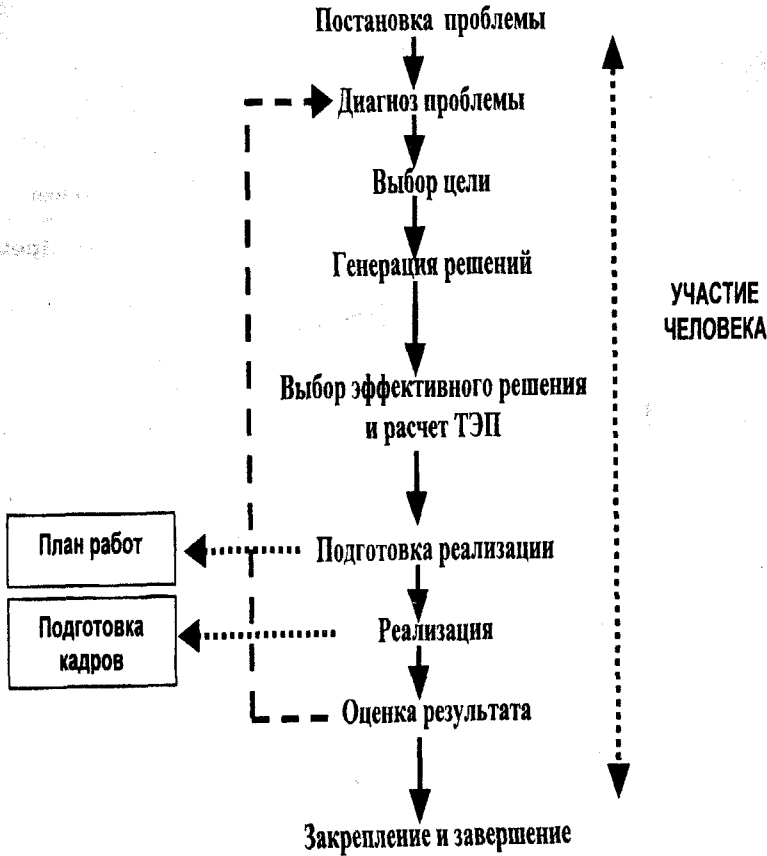 Постановка проблемы
Диагноз проблемы
Выбор цели
Генерация решений
УЧАСТИЕ
ЧЕЛОВЕКА
Выбор эффективного решения
и расчет ТЭП
План работ
Подготовка реализации
Подготовка
кадров
Реализация
Оценка результата
Закрепление и завершение